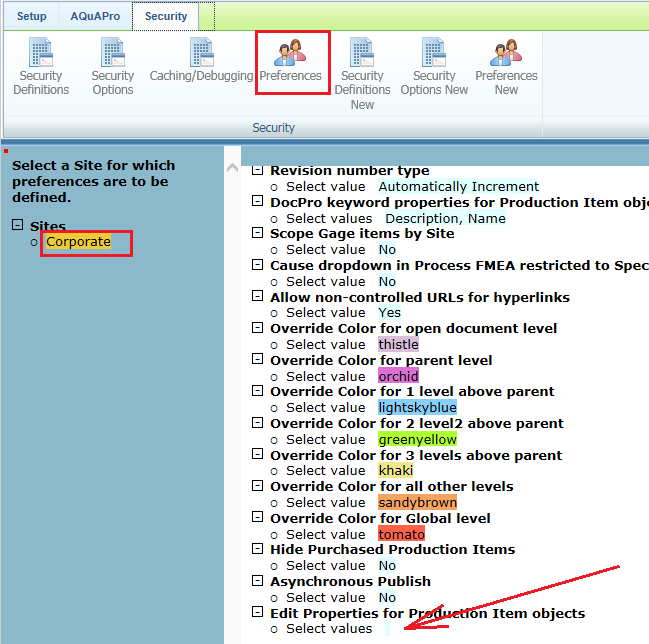 Setup AQuAPro Security
Security Definitions
Security Options
Caching/Debugging
Preferences
Security Definitions New
Security Options New
Preferences New
Security
Select a Site for which
preferences are to be
defined.
Sites
Corporate
Revision number type
Select value Automatically Increment
DocPro keyword properties for Production Item obj
Select values Description, Name
Scope Gage items by Site
Select value No
Cause dropdown in Process FMEA restricted to Spec
Select value No
Allow non-controlled URLs for hyperlinks
Select value Yes
Override Color for open document level
Select value thistle
Override Color for parent level
Select value orchid
Override Color for 1 level above parent
Select value lightskyblue
Override Color for 2 level2 above parent
Select value greenyellow
Override Color for 3 levels above parent
Select value khaki
Override Color for all other levels
Select value sandybrown
Override Color for Global level
Select value tomato
Hide Purchased Production Items
Select value No
Asynchronous Publish
Select value No
Edit Properties for Production Item objects
Select values